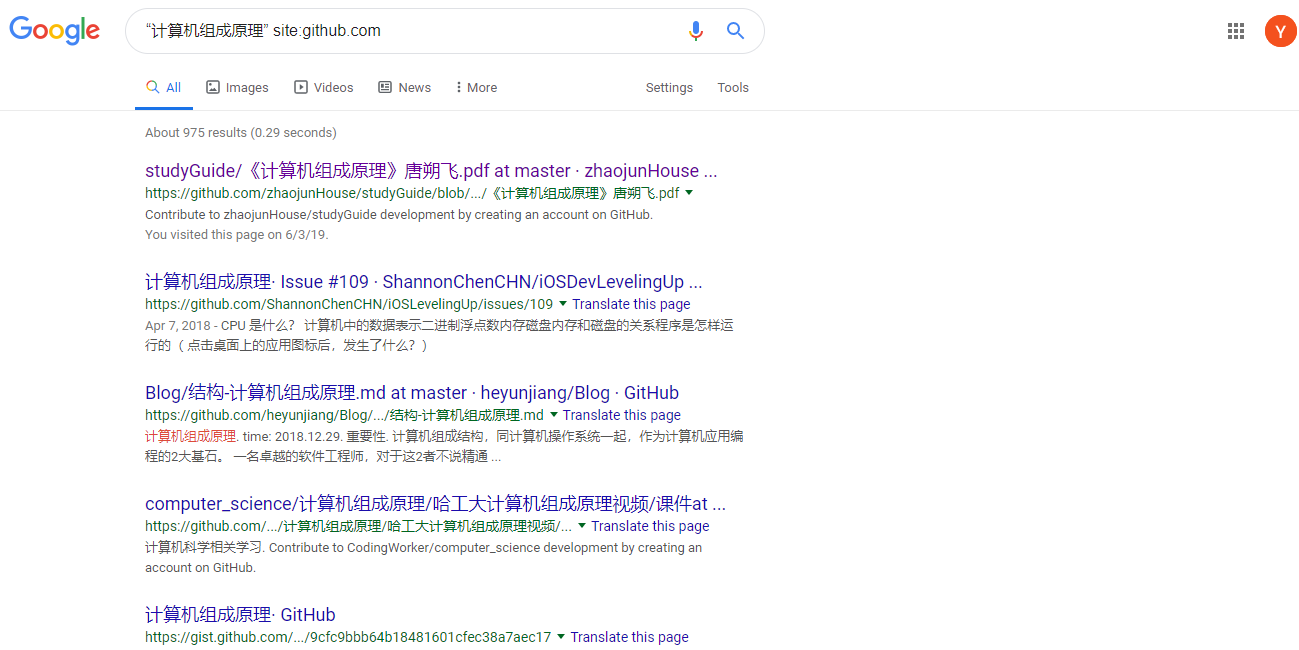 Google
“计算机组成原理” site:github.com
Y
All Images Videos News More Settings Tools
About 975 results (0.29 seconds)
studyGuide/《计算机组成原理》唐朔飞.pdf at master · zhaojunHouse ...
https://github.com/zhaojunHouse/studyGuide/blob/.../《计算机组成原理》唐朔飞.pdf
Contribute to zhaojunHouse/studyGuide development by creating an account on GitHub.
You visited this page on 6/3/19.
计算机组成原理· Issue #109 · ShannonChenCHN/iOSDevLevelingUp ...
https://github.com/ShannonChenCHN/iOSLevelingUp/issues/109 Translate this page
Apr 7, 2018 - CPU 是什么？ 计算机中的数据表示二进制浮点数内存磁盘内存和磁盘的关系程序是怎样运
行的（ 点击桌面上的应用图标后，发生了什么？）
Blog/结构-计算机组成原理.md at master · heyunjiang/Blog · GitHub
https://github.com/heyunjiang/Blog/.../结构-计算机组成原理.md Translate this page
计算机组成原理. time: 2018.12.29. 重要性. 计算机组成结构，同计算机操作系统一起，作为计算机应用编
程的2大基石。 一名卓越的软件工程师，对于这2者不说精通 ...
computer_science/计算机组成原理/哈工大计算机组成原理视频/课件at ...
https://github.com/.../计算机组成原理/哈工大计算机组成原理视频/... Translate this page
计算机科学相关学习. Contribute to CodingWorker/computer_science development by creating an
account on GitHub.
计算机组成原理· GitHub
https://gist.github.com/.../9cfc9bbb64b18481601cfec38a7aec17 Translate this page